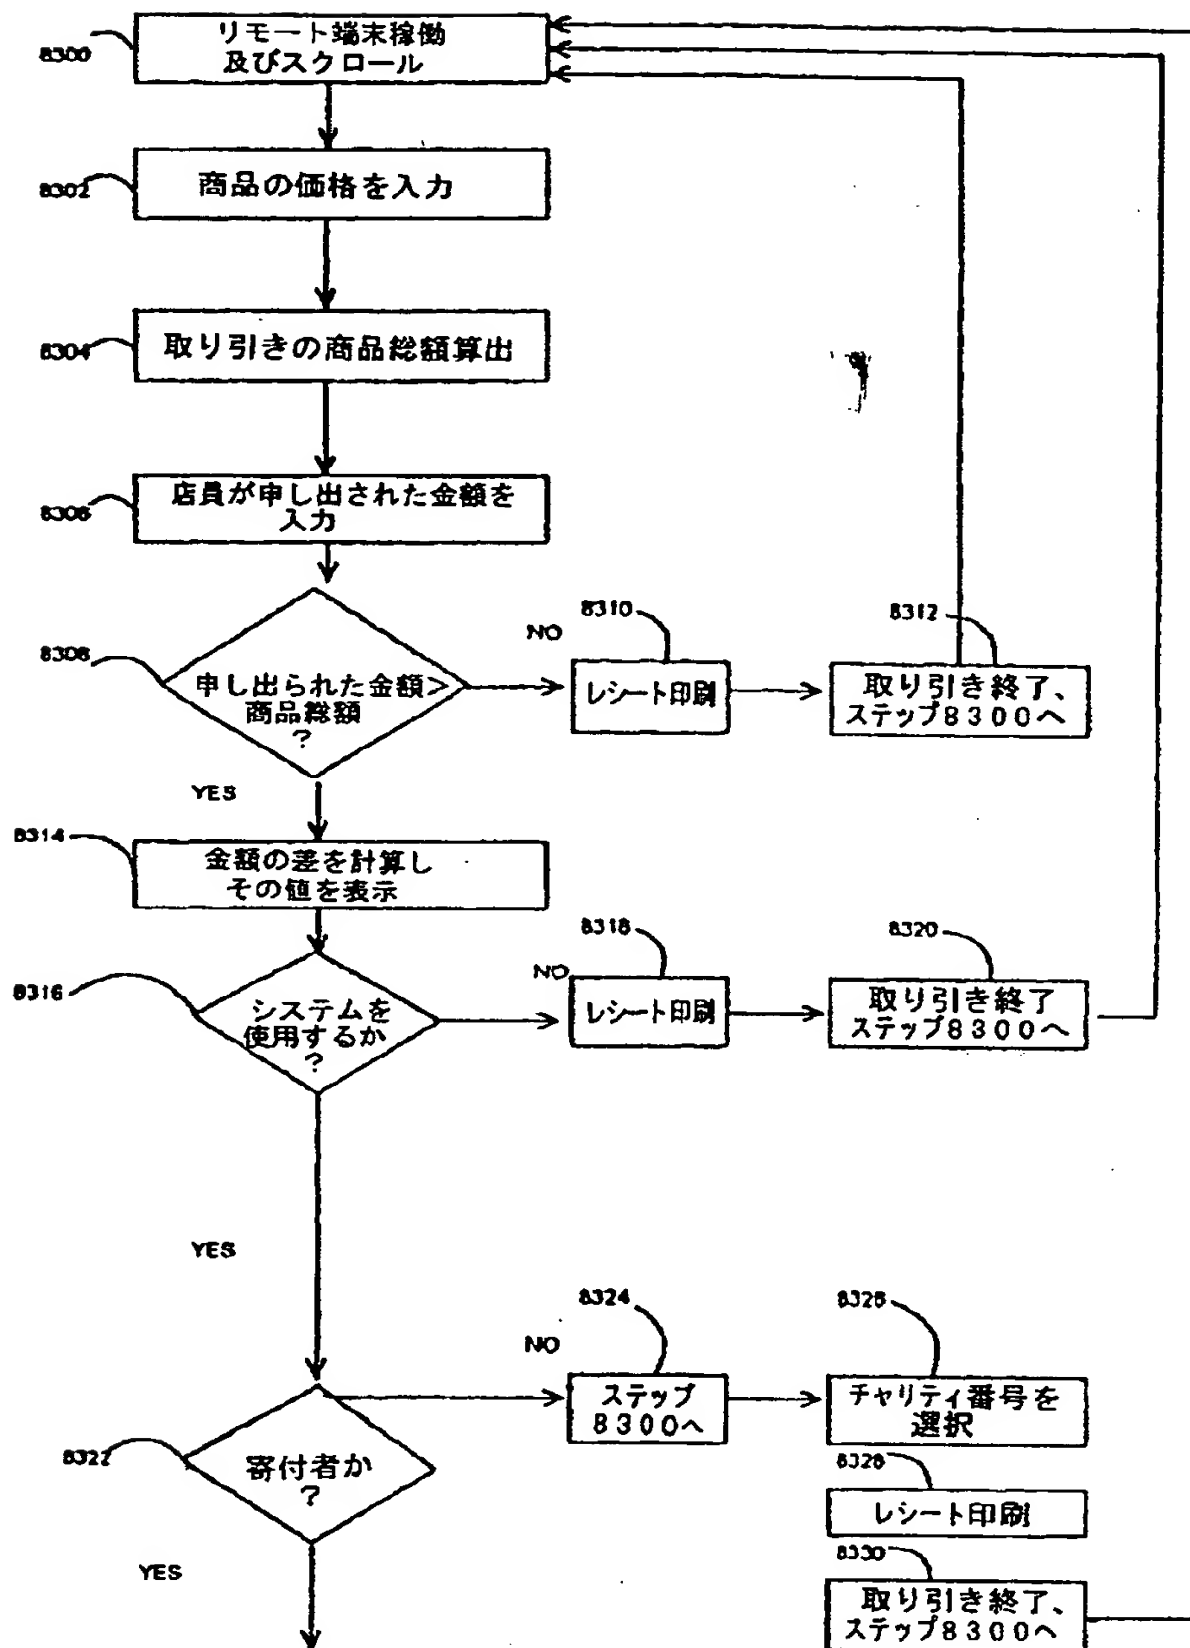 8300
リモート端末稼働
及びスクロール
8302
商品の価格を入力
8304
取り引きの商品総額算出
8306
店員が申し出された金額を
入力
8308
申し出られた金額>
商品総額
?
NO
8310
レシート印刷
8312
取り引き終了、
ステップ8300へ
YES
8314
金額の差を計算し
その値を表示
8316
システムを
使用するか
?
NO
8318
レシート印刷
8320
取り引き終了
ステップ8300へ
YES
8322
寄付者か
?
NO
8324
ステップ
8300へ
8326
チャリティ番号を
選択
8328
レシート印刷
8330
取り引き終了、
ステップ8300へ
YES